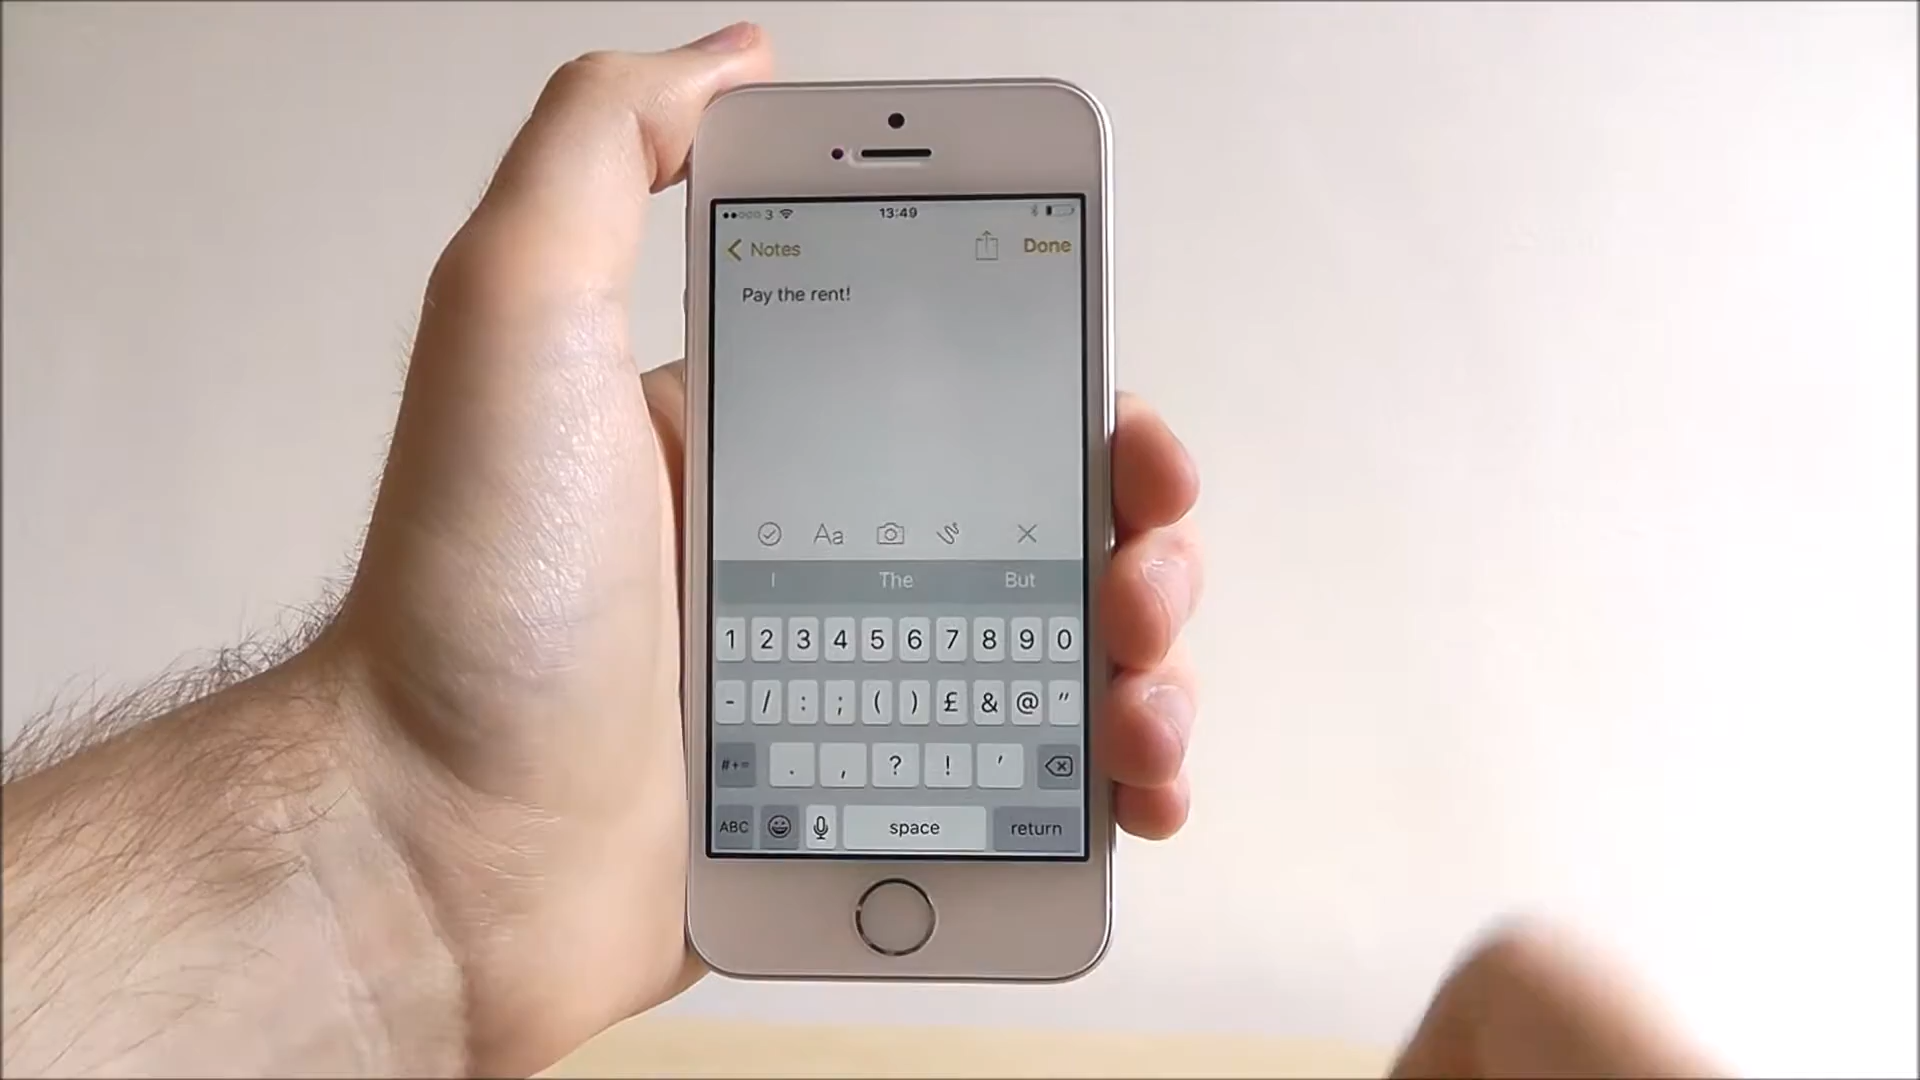 3 13:49
Notes Done
Pay the rent!
Aa
I The But
1 2 3 4 5 6 7 8 9 0
- / : ; ( ) £ & @ "
#+= . , ? ! '
ABC space return